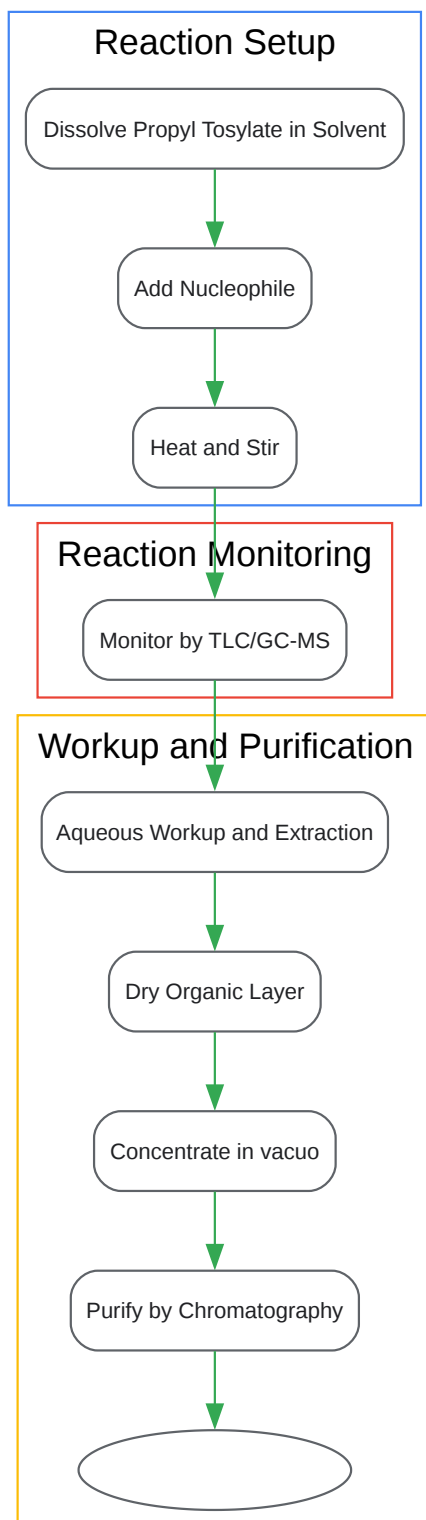 Reaction Setup
Dissolve Propyl Tosylate in Solvent
Add Nucleophile
Heat and Stir
Reaction Monitoring
Monitor by TLC/GC-MS
Workup and Purification
Aqueous Workup and Extraction
Dry Organic Layer
Concentrate in vacuo
Purify by Chromatography